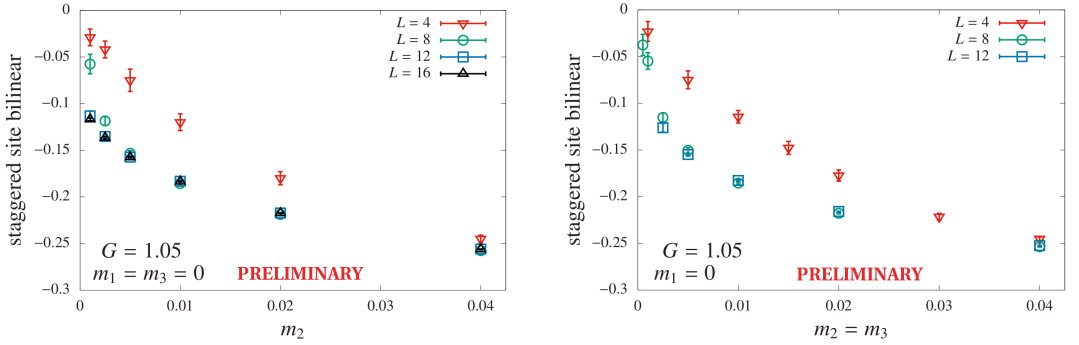 staggered site bilinear
0
−0.05
−0.1
−0.15
−0.2
−0.25
−0.3
L = 4
L = 8
L = 12
L = 16
G = 1.05
m₁ = m₃ = 0
PRELIMINARY
0 0.01 0.02 0.03 0.04
m₂
staggered site bilinear
0
−0.05
−0.1
−0.15
−0.2
−0.25
−0.3
L = 4
L = 8
L = 12
G = 1.05
m₁ = 0
PRELIMINARY
0 0.01 0.02 0.03 0.04
m₂ = m₃